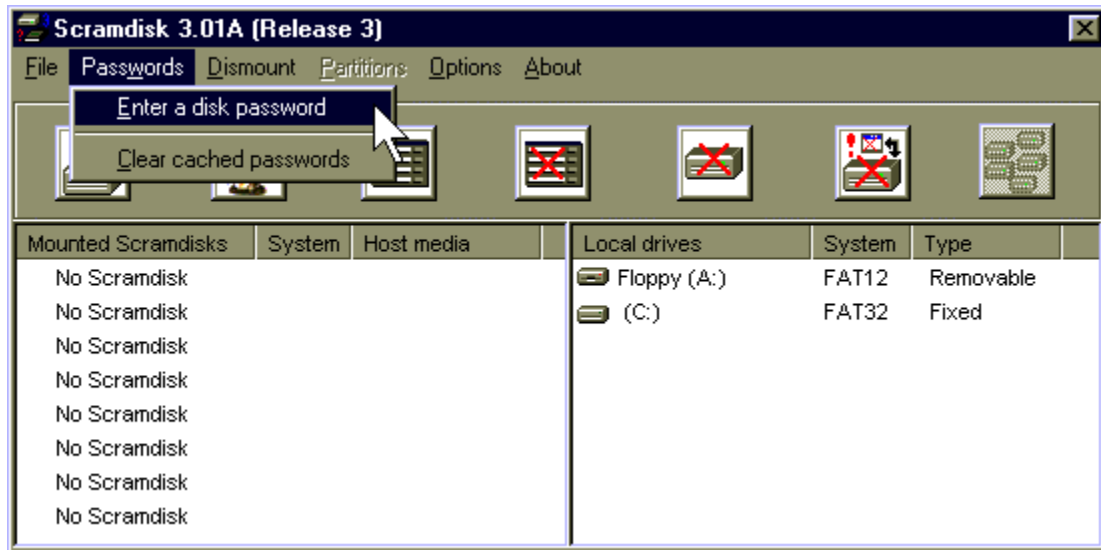 Scramdisk 3.01A (Release 3)
File Passwords Dismount Partitions Options About
Enter a disk password
Clear cached passwords
Mounted Scramdisks System Host media Local drives System Type
No Scramdisk Floppy (A:) FAT12 Removable
No Scramdisk (C:) FAT32 Fixed
No Scramdisk
No Scramdisk
No Scramdisk
No Scramdisk
No Scramdisk
No Scramdisk